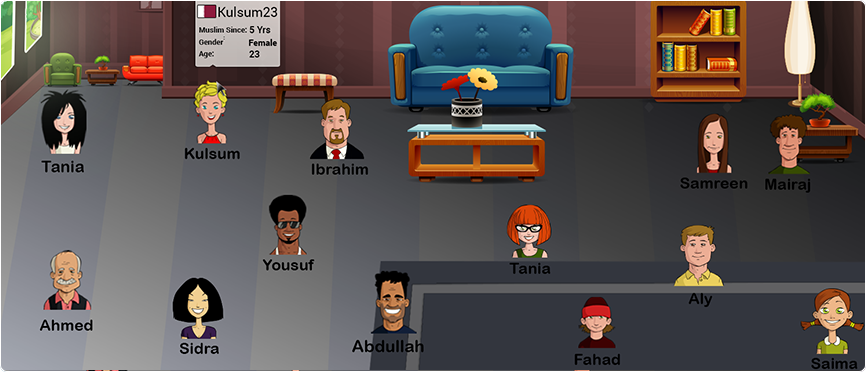 Kulsum23
Muslim Since: 5 Yrs
Gender Female
Age: 23
Tania
Kulsum
Ibrahim
Samreen
Mairaj
Yousuf
Tania
Aly
Ahmed
Sidra
Abdullah
Fahad
Saima